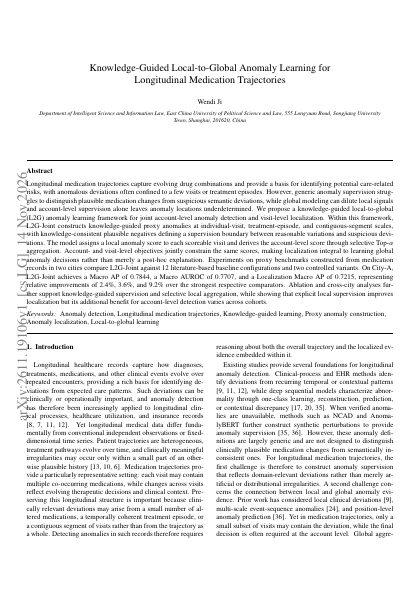 Knowledge-Guided Local-to-Global Anomaly Learning for
Longitudinal Medication Trajectories
Wendi Ji
Department of Intelligent Science and Information Law, East China University of Political Science and Law, 555 Longyuan Road, Songjiang University
Town, Shanghai, 201620, China
Abstract
Longitudinal medication trajectories capture evolving drug combinations and provide a basis for identifying potential care-related
risks, with anomalous deviations often confined to a few visits or treatment episodes. However, generic anomaly supervision strug-
gles to distinguish plausible medication changes from suspicious semantic deviations, while global modeling can dilute local signals
and account-level supervision alone leaves anomaly locations underdetermined. We propose a knowledge-guided local-to-global
(L2G) anomaly learning framework for joint account-level anomaly detection and visit-level localization. Within this framework,
L2G-Joint constructs knowledge-guided proxy anomalies at individual-visit, treatment-episode, and contiguous-segment scales,
with knowledge-consistent plausible negatives defining a supervision boundary between reasonable variations and suspicious devi-
ations. The model assigns a local anomaly score to each scoreable visit and derives the account-level score through selective Top-α
aggregation. Account- and visit-level objectives jointly constrain the same scores, making localization integral to learning global
anomaly decisions rather than merely a post-hoc explanation. Experiments on proxy benchmarks constructed from medication
records in two cities compare L2G-Joint against 12 literature-based baseline configurations and two controlled variants. On City-A,
L2G-Joint achieves a Macro AP of 0.7844, a Macro AUROC of 0.7707, and a Localization Macro AP of 0.7215, representing
relative improvements of 2.4%, 3.6%, and 9.2% over the strongest respective comparators. Ablation and cross-city analyses fur-
ther support knowledge-guided supervision and selective local aggregation, while showing that explicit local supervision improves
localization but its additional benefit for account-level detection varies across cohorts.
Keywords: Anomaly detection, Longitudinal medication trajectories, Knowledge-guided learning, Proxy anomaly construction,
Anomaly localization, Local-to-global learning
1. Introduction
Longitudinal healthcare records capture how diagnoses,
treatments, medications, and other clinical events evolve over
repeated encounters, providing a rich basis for identifying de-
viations from expected care patterns. Such deviations can be
clinically or operationally important, and anomaly detection
has therefore been increasingly applied to longitudinal clin-
ical processes, healthcare utilization, and insurance records
[8, 7, 11, 12]. Yet longitudinal medical data differ funda-
mentally from conventional independent observations or fixed-
dimensional time series. Patient trajectories are heterogeneous,
treatment pathways evolve over time, and clinically meaningful
irregularities may occur only within a small part of an other-
wise plausible history [13, 10, 6]. Medication trajectories pro-
vide a particularly representative setting: each visit may contain
multiple co-occurring medications, while changes across visits
reflect evolving therapeutic decisions and clinical context. Pre-
serving this longitudinal structure is important because clini-
cally relevant deviations may arise from a small number of al-
tered medications, a temporally coherent treatment episode, or
a contiguous segment of visits rather than from the trajectory as
a whole. Detecting anomalies in such records therefore requires
reasoning about both the overall trajectory and the localized ev-
idence embedded within it.
Existing studies provide several foundations for longitudinal
anomaly detection. Clinical-process and EHR methods iden-
tify deviations from recurring temporal or contextual patterns
[9, 11, 12], while deep sequential models characterize abnor-
mality through one-class learning, reconstruction, prediction,
or contextual discrepancy [17, 20, 35]. When verified anoma-
lies are unavailable, methods such as NCAD and Anoma-
lyBERT further construct synthetic perturbations to provide
anomaly supervision [35, 36]. However, these anomaly defi-
nitions are largely generic and are not designed to distinguish
clinically plausible medication changes from semantically in-
consistent ones. For longitudinal medication trajectories, the
first challenge is therefore to construct anomaly supervision
that reflects domain-relevant deviations rather than merely ar-
tificial or distributional irregularities. A second challenge con-
cerns the connection between local and global anomaly evi-
dence. Prior work has considered local clinical deviations [9],
multi-scale event-sequence anomalies [24], and position-level
anomaly prediction [36]. Yet in medication trajectories, only a
small subset of visits may contain the deviation, while the final
decision is often required at the account level. Global aggre-